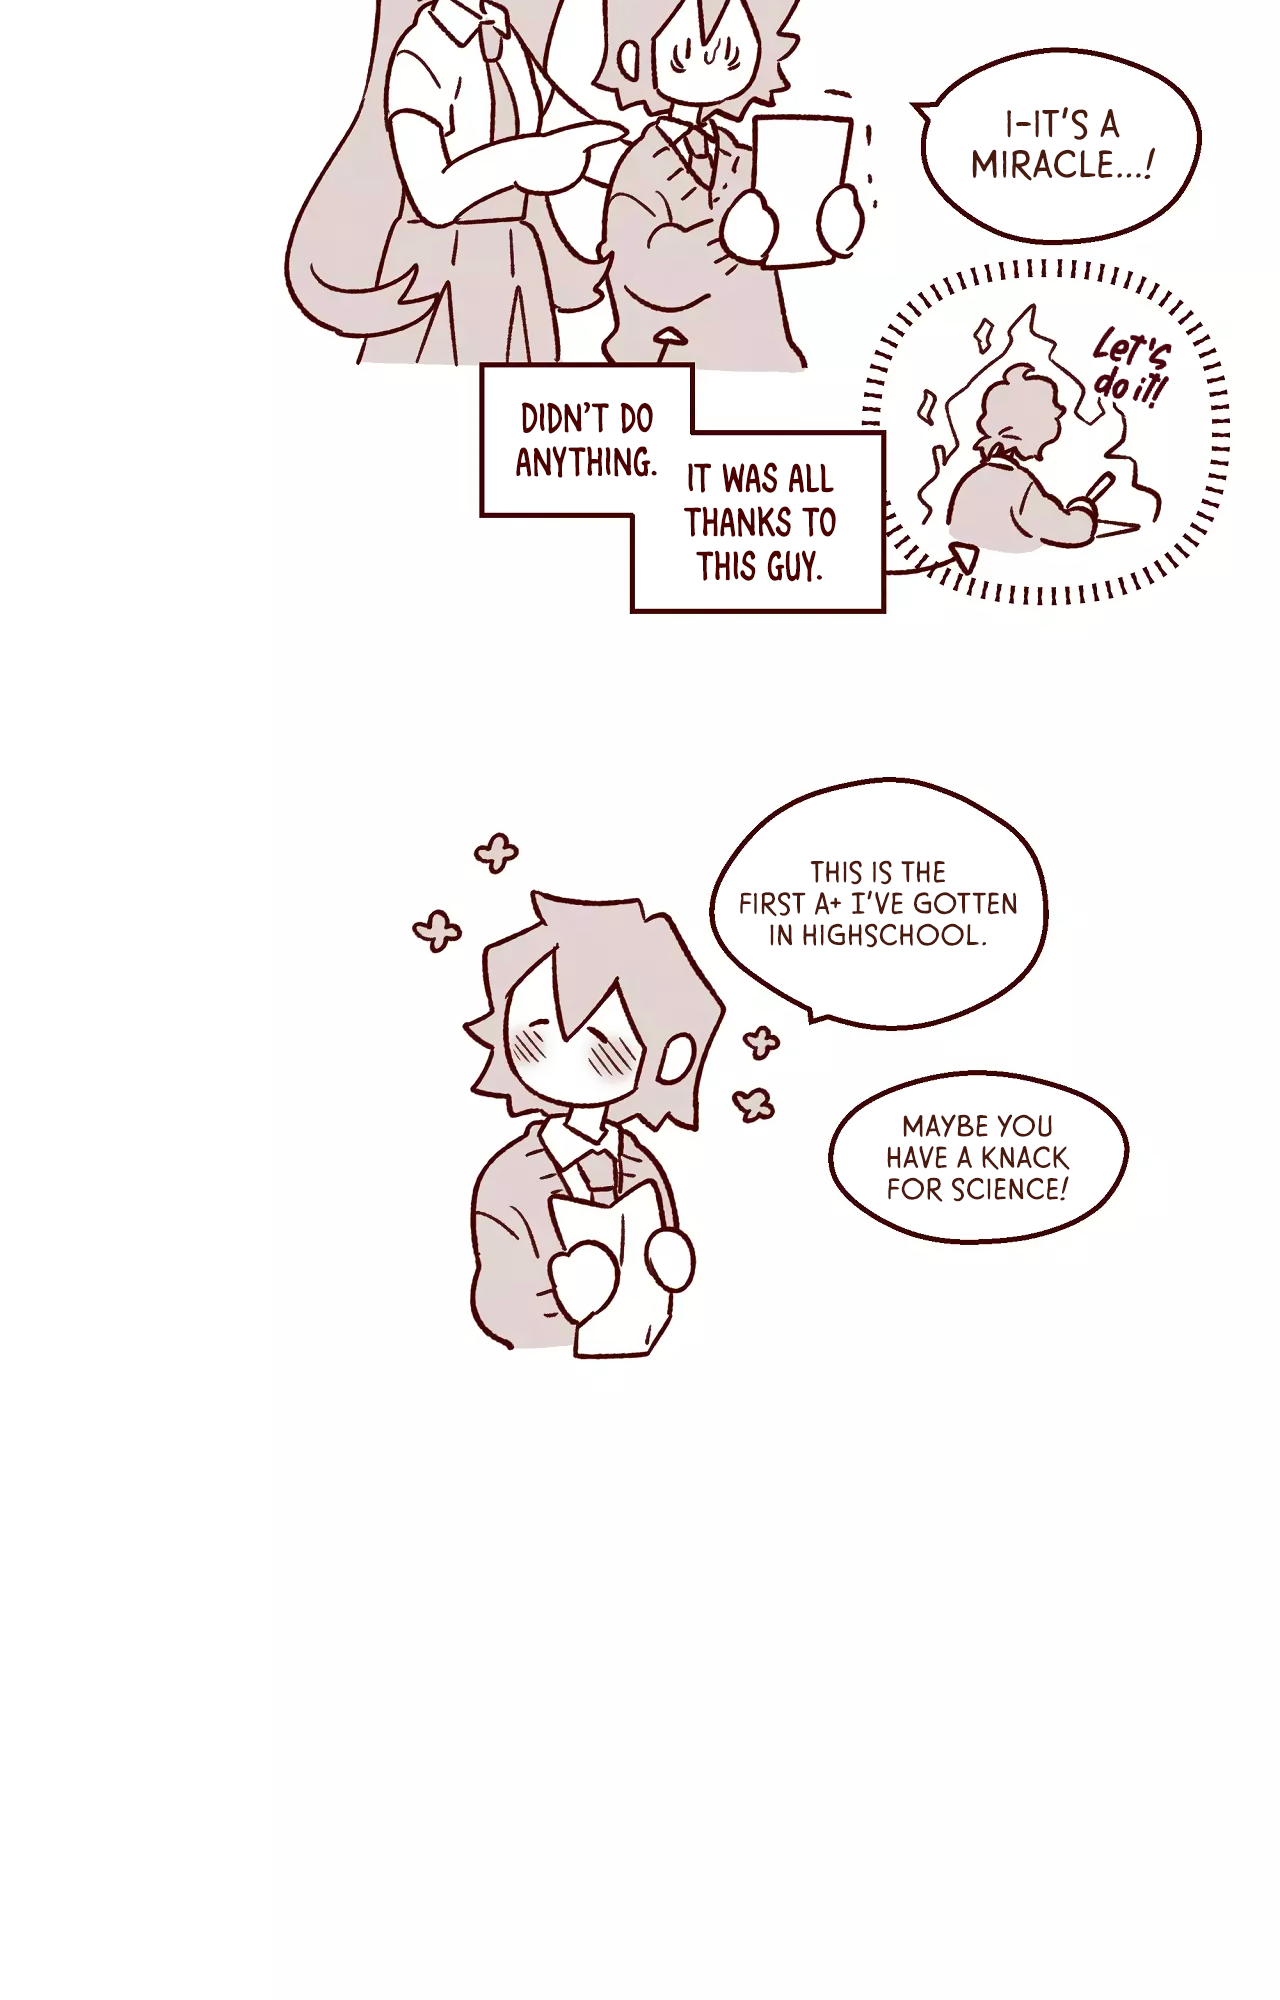 I-IT'S A
MIRACLE...!
Let's
do it!
DIDN'T DO
ANYTHING.
IT WAS ALL
THANKS TO
THIS GUY.
THIS IS THE
FIRST A+ I'VE GOTTEN
IN HIGHSCHOOL.
MAYBE YOU
HAVE A KNACK
FOR SCIENCE!